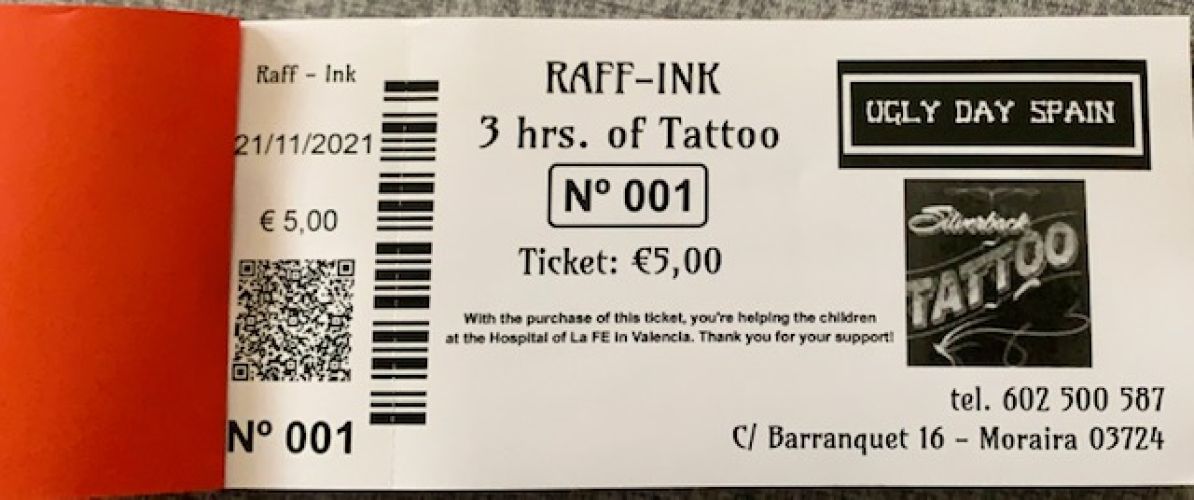 Raff - Ink
21/11/2021
€ 5,00
Nº 001
RAFF-INK
3 hrs. of Tattoo
Nº 001
Ticket: €5,00
With the purchase of this ticket, you're helping the children
at the Hospital of La FE in Valencia. Thank you for your support!
UGLY DAY SPAIN
Silverback
TATTOO
tel. 602 500 587
C/ Barranquet 16 - Moraira 03724